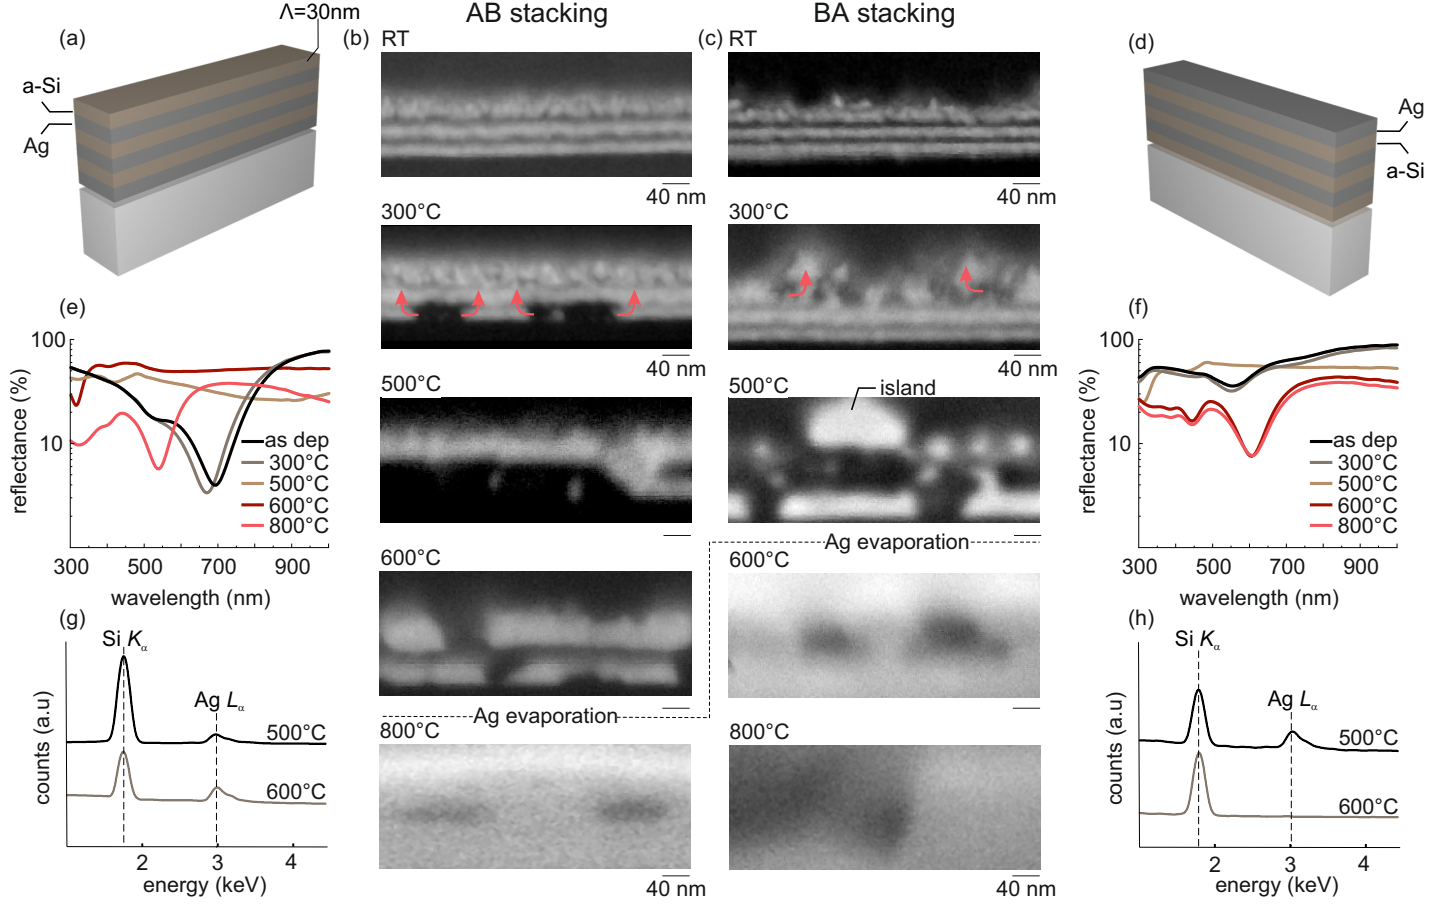 AB stacking
BA stacking
Λ=30nm
(a)
a-Si
Ag
(b)
RT
40 nm
300°C
40 nm
500°C
600°C
Ag evaporation
800°C
40 nm
(c)
RT
40 nm
300°C
40 nm
500°C
island
Ag evaporation
600°C
800°C
40 nm
(d)
Ag
a-Si
(e)
reflectance (%)
100
10
as dep
300°C
500°C
600°C
800°C
300 500 700 900
wavelength (nm)
(f)
reflectance (%)
100
10
as dep
300°C
500°C
600°C
800°C
300 500 700 900
wavelength (nm)
(g)
Si Kα
Ag Lα
500°C
600°C
counts (a.u)
2 3 4
energy (keV)
(h)
Si Kα
Ag Lα
500°C
600°C
counts (a.u)
2 3 4
energy (keV)